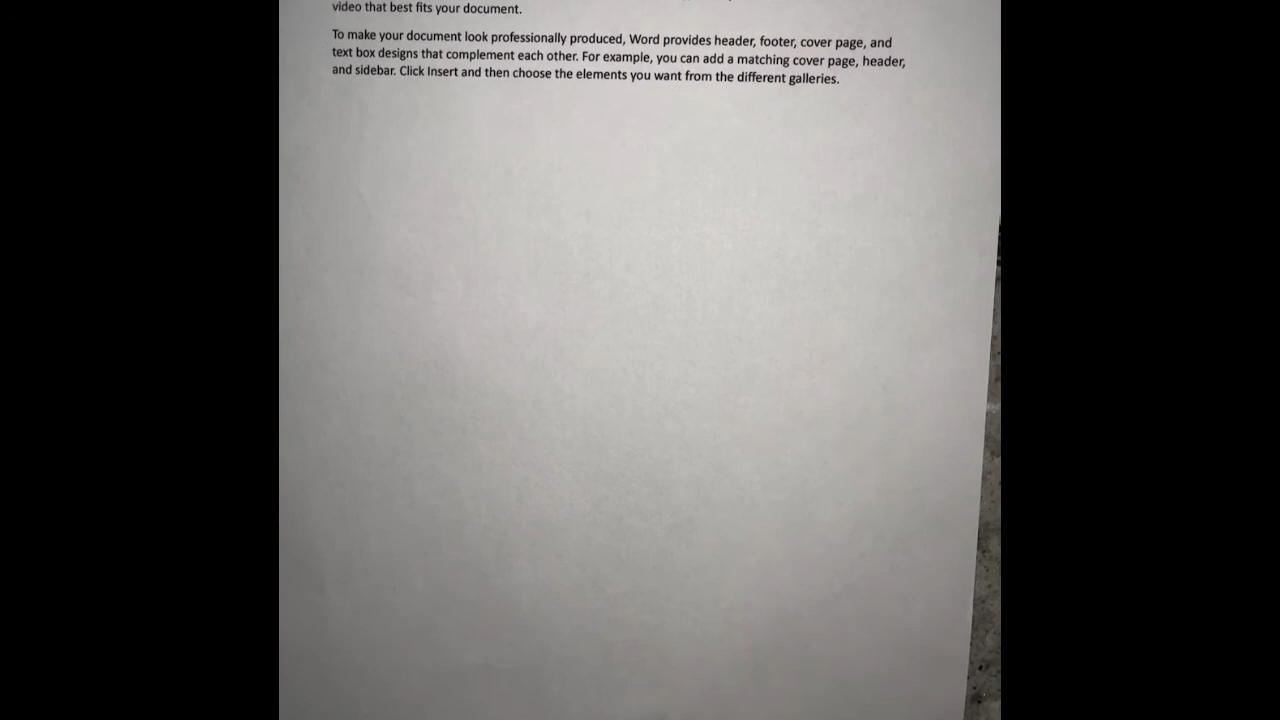 video that best fits your document.
To make your document look professionally produced, Word provides header, footer, cover page, and
text box designs that complement each other. For example, you can add a matching cover page, header,
and sidebar. Click Insert and then choose the elements you want from the different galleries.